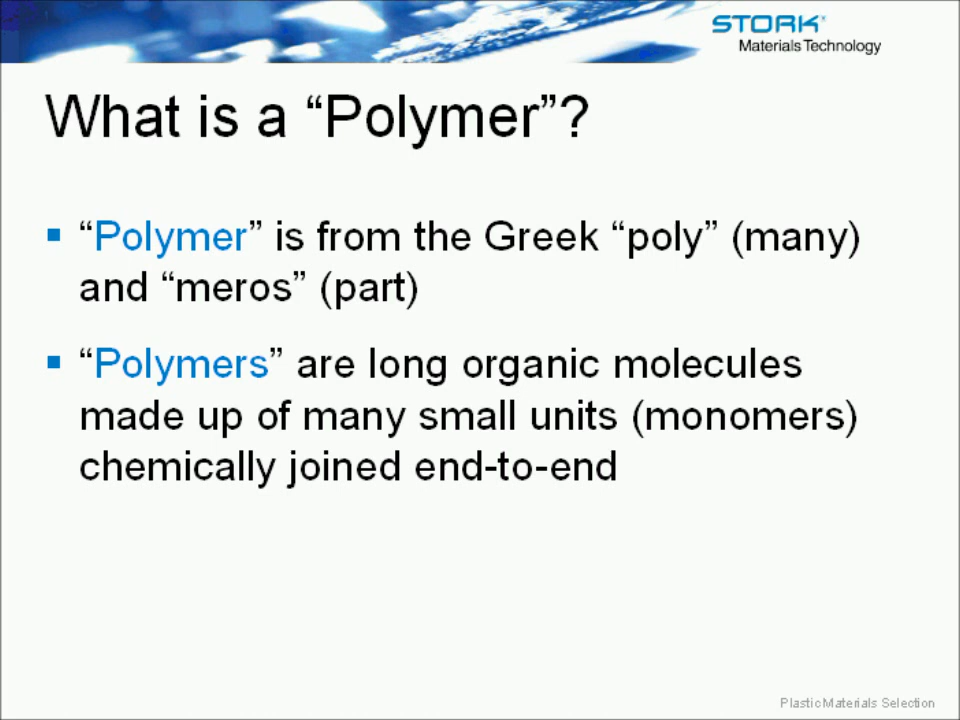 STORK®
Materials Technology
What is a “Polymer”?
▪ “Polymer” is from the Greek “poly” (many)
and “meros” (part)
▪ “Polymers” are long organic molecules
made up of many small units (monomers)
chemically joined end-to-end
Plastic Materials Selection